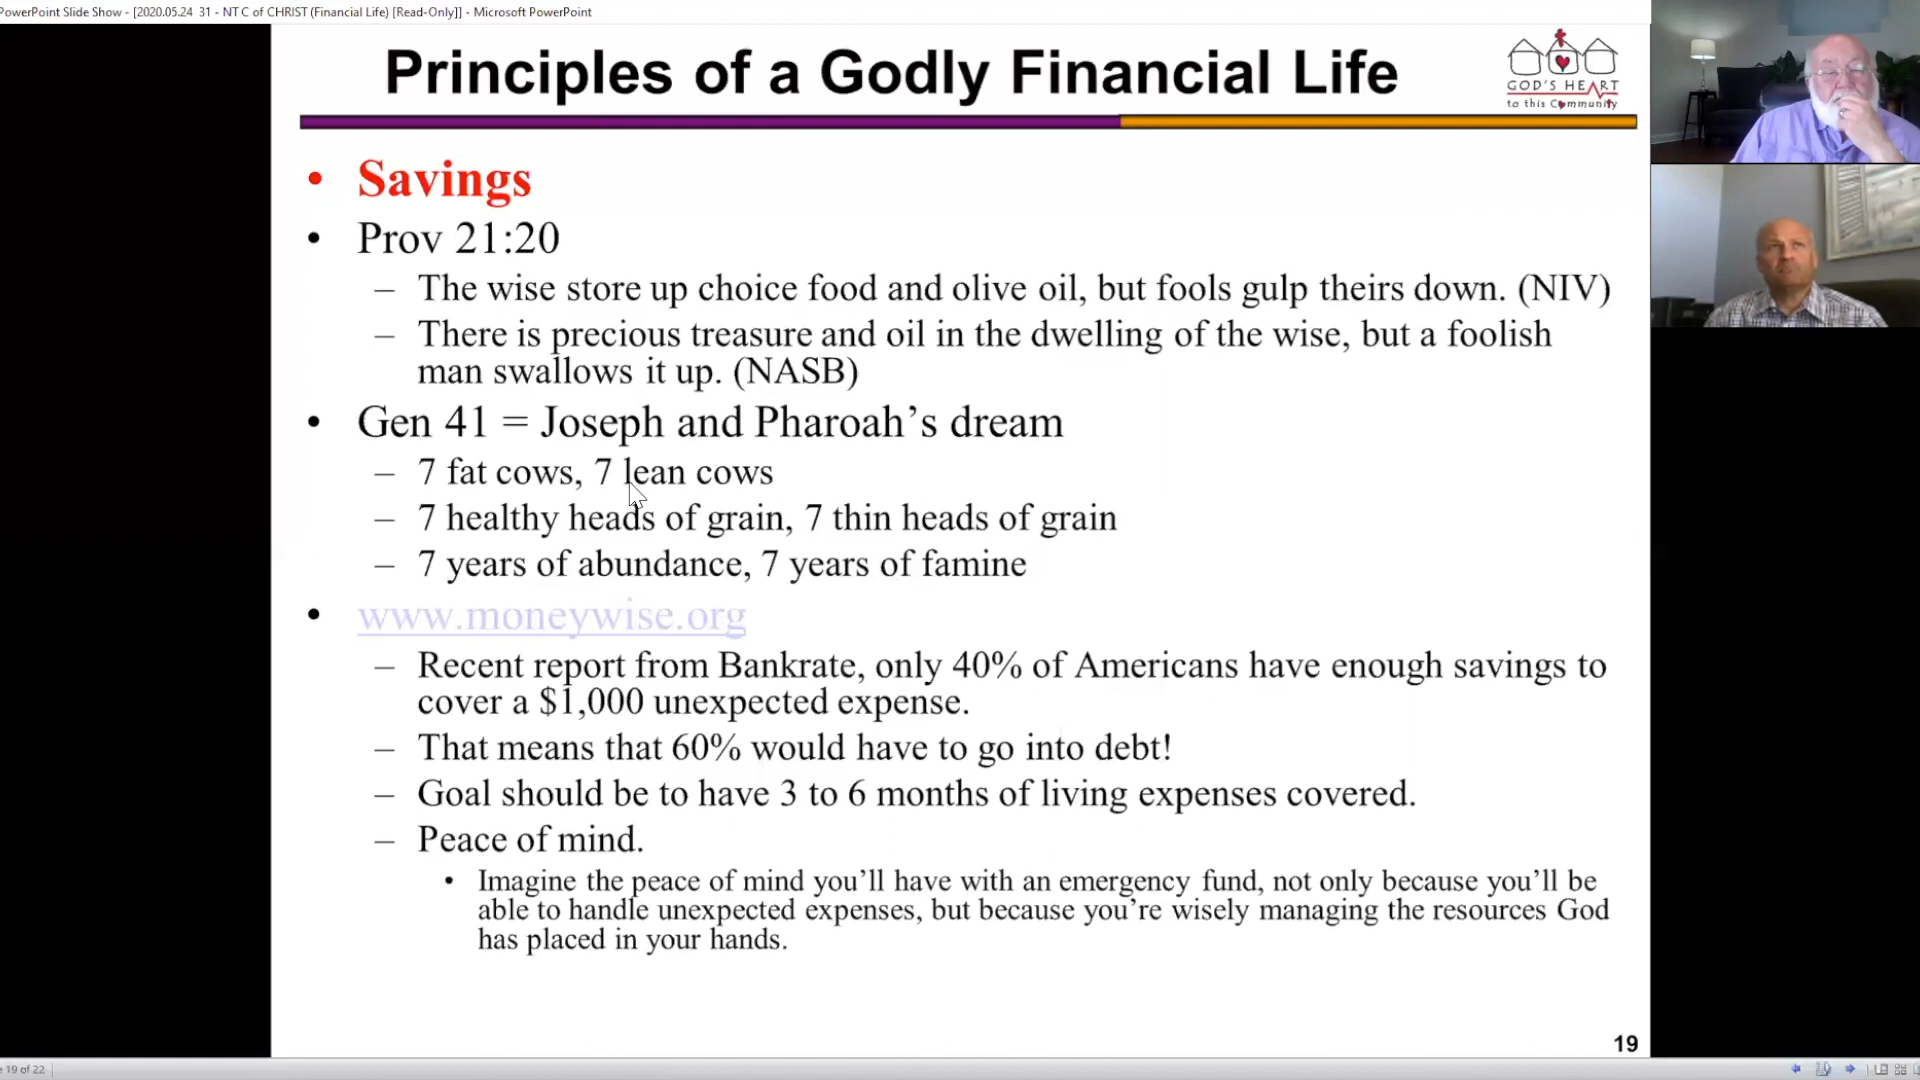 PowerPoint Slide Show - [2020.05.24 31 - NT C of CHRIST (Financial Life) [Read-Only]] - Microsoft PowerPoint
Principles of a Godly Financial Life
GOD'S HEART
to this Community
• Savings
• Prov 21:20
– The wise store up choice food and olive oil, but fools gulp theirs down. (NIV)
– There is precious treasure and oil in the dwelling of the wise, but a foolish
man swallows it up. (NASB)
• Gen 41 = Joseph and Pharoah’s dream
– 7 fat cows, 7 lean cows
– 7 healthy heads of grain, 7 thin heads of grain
– 7 years of abundance, 7 years of famine
• www.moneywise.org
– Recent report from Bankrate, only 40% of Americans have enough savings to
cover a $1,000 unexpected expense.
– That means that 60% would have to go into debt!
– Goal should be to have 3 to 6 months of living expenses covered.
– Peace of mind.
• Imagine the peace of mind you’ll have with an emergency fund, not only because you’ll be
able to handle unexpected expenses, but because you’re wisely managing the resources God
has placed in your hands.
19
19 of 22